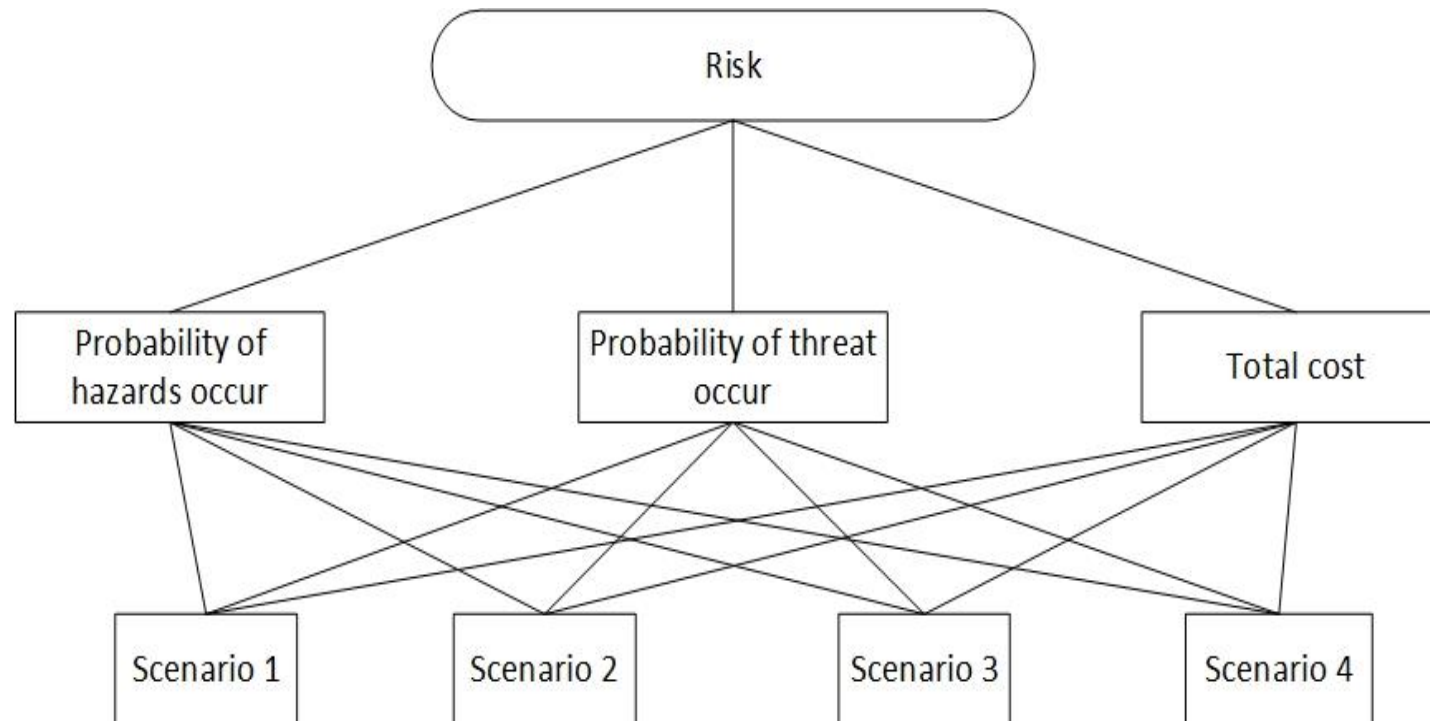 Risk
Probability of
hazards occur
Probability of threat
occur
Total cost
Scenario 1
Scenario 2
Scenario 3
Scenario 4